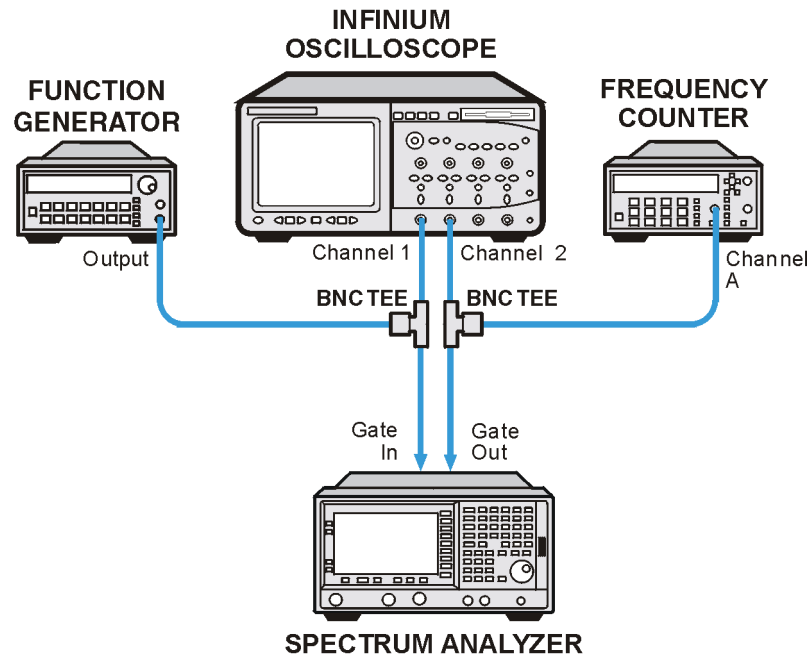 INFINIUM
OSCILLOSCOPE
FUNCTION
GENERATOR
FREQUENCY
COUNTER
Output
Channel 1
Channel 2
Channel
A
BNC TEE
BNC TEE
Gate
In
Gate
Out
SPECTRUM ANALYZER